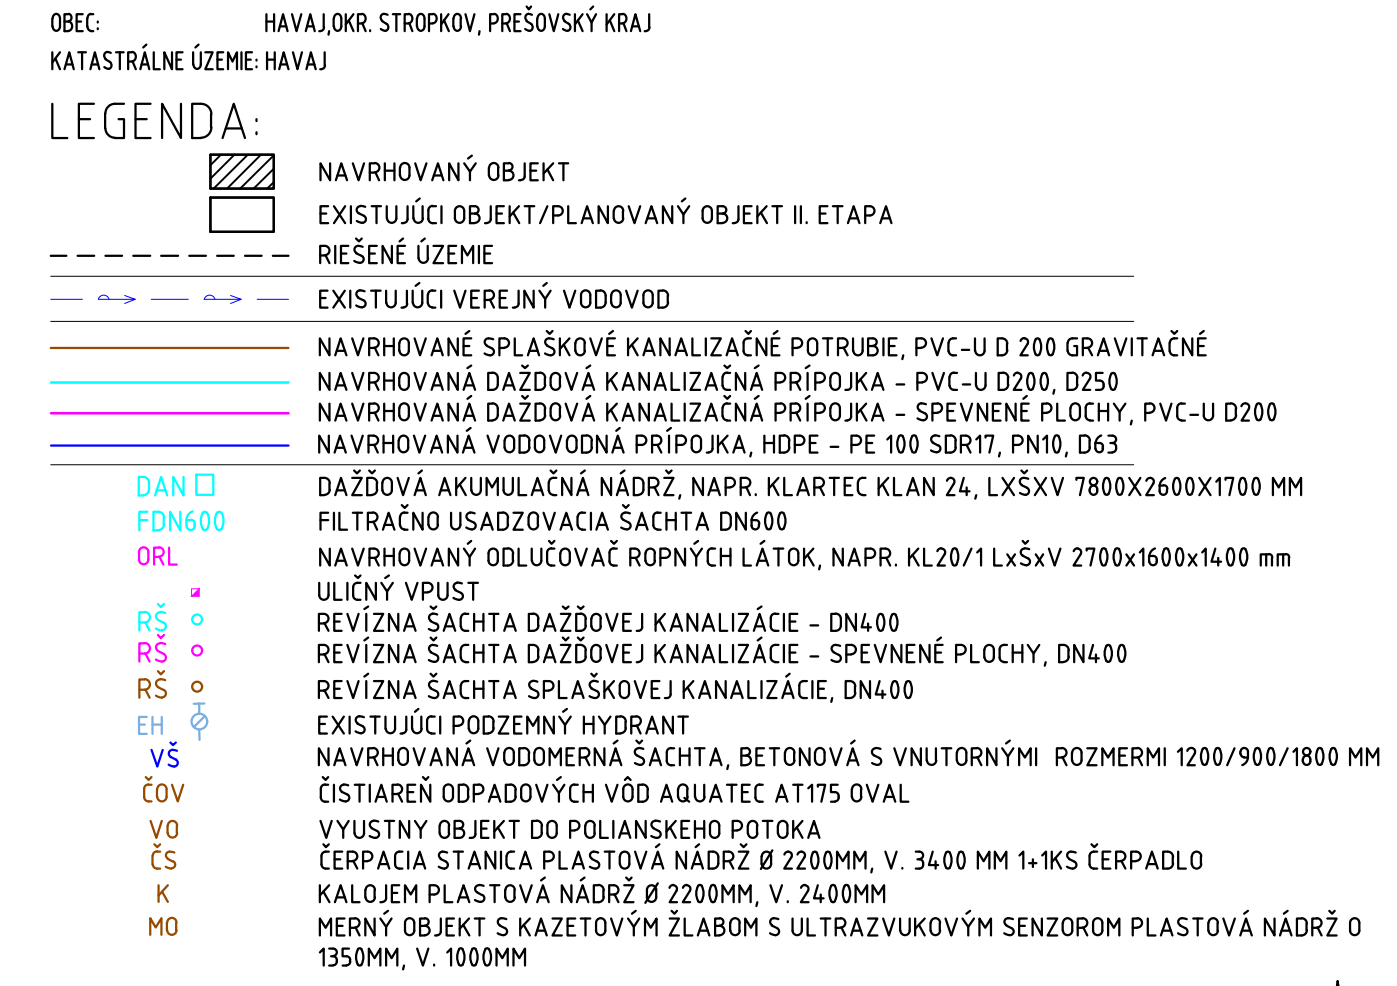 OBEC: HAVAJ,OKR. STROPKOV, PREŠOVSKÝ KRAJ
KATASTRÁLNE ÚZEMIE: HAVAJ
LEGENDA:
NAVRHOVANÝ OBJEKT
EXISTUJÚCI OBJEKT/PLANOVANÝ OBJEKT II. ETAPA
RIEŠENÉ ÚZEMIE
EXISTUJÚCI VEREJNÝ VODOVOD
NAVRHOVANÉ SPLAŠKOVÉ KANALIZAČNÉ POTRUBIE, PVC-U D 200 GRAVITAČNÉ
NAVRHOVANÁ DAŽDOVÁ KANALIZAČNÁ PRÍPOJKA - PVC-U D200, D250
NAVRHOVANÁ DAŽDOVÁ KANALIZAČNÁ PRÍPOJKA - SPEVNENÉ PLOCHY, PVC-U D200
NAVRHOVANÁ VODOVODNÁ PRÍPOJKA, HDPE - PE 100 SDR17, PN10, D63
DAN DAŽĎOVÁ AKUMULAČNÁ NÁDRŽ, NAPR. KLARTEC KLAN 24, LXŠXV 7800X2600X1700 MM
FDN600 FILTRAČNO USADZOVACIA ŠACHTA DN600
ORL NAVRHOVANÝ ODLUČOVAČ ROPNÝCH LÁTOK, NAPR. KL20/1 LxŠxV 2700x1600x1400 mm
ULIČNÝ VPUST
RŠ REVÍZNA ŠACHTA DAŽĎOVEJ KANALIZÁCIE - DN400
RŠ REVÍZNA ŠACHTA DAŽĎOVEJ KANALIZÁCIE - SPEVNENÉ PLOCHY, DN400
RŠ REVÍZNA ŠACHTA SPLAŠKOVEJ KANALIZÁCIE, DN400
EH EXISTUJÚCI PODZEMNÝ HYDRANT
VŠ NAVRHOVANÁ VODOMERNÁ ŠACHTA, BETONOVÁ S VNUTORNÝMI ROZMERMI 1200/900/1800 MM
ČOV ČISTIAREŇ ODPADOVÝCH VÔD AQUATEC AT175 OVAL
VO VYUSTNY OBJEKT DO POLIANSKEHO POTOKA
ČS ČERPACIA STANICA PLASTOVÁ NÁDRŽ Ø 2200MM, V. 3400 MM 1+1KS ČERPADLO
K KALOJEM PLASTOVÁ NÁDRŽ Ø 2200MM, V. 2400MM
MO MERNÝ OBJEKT S KAZETOVÝM ŽLABOM S ULTRAZVUKOVÝM SENZOROM PLASTOVÁ NÁDRŽ O
1350MM, V. 1000MM